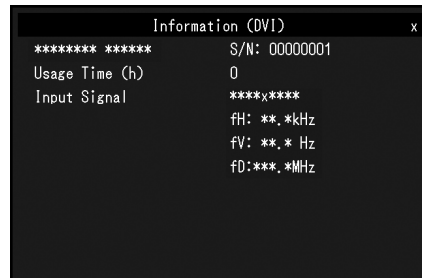 Information (DVI) x
******** ****** S/N: 00000001
Usage Time (h) 0
Input Signal ****x****
fH: **.*kHz
fV: **.* Hz
fD:***.*MHz